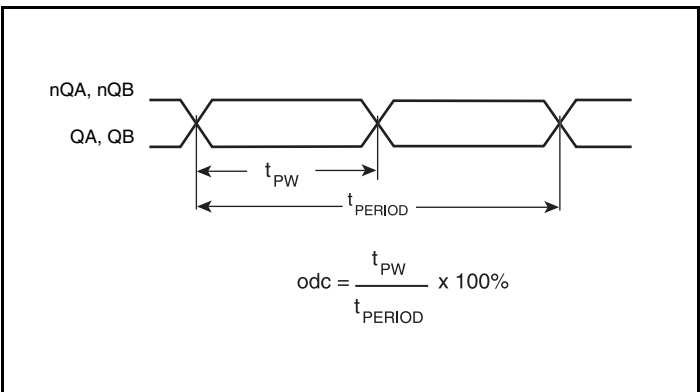 nQA, nQB
QA, QB
tPW
tPERIOD
odc = tPW / tPERIOD x 100%